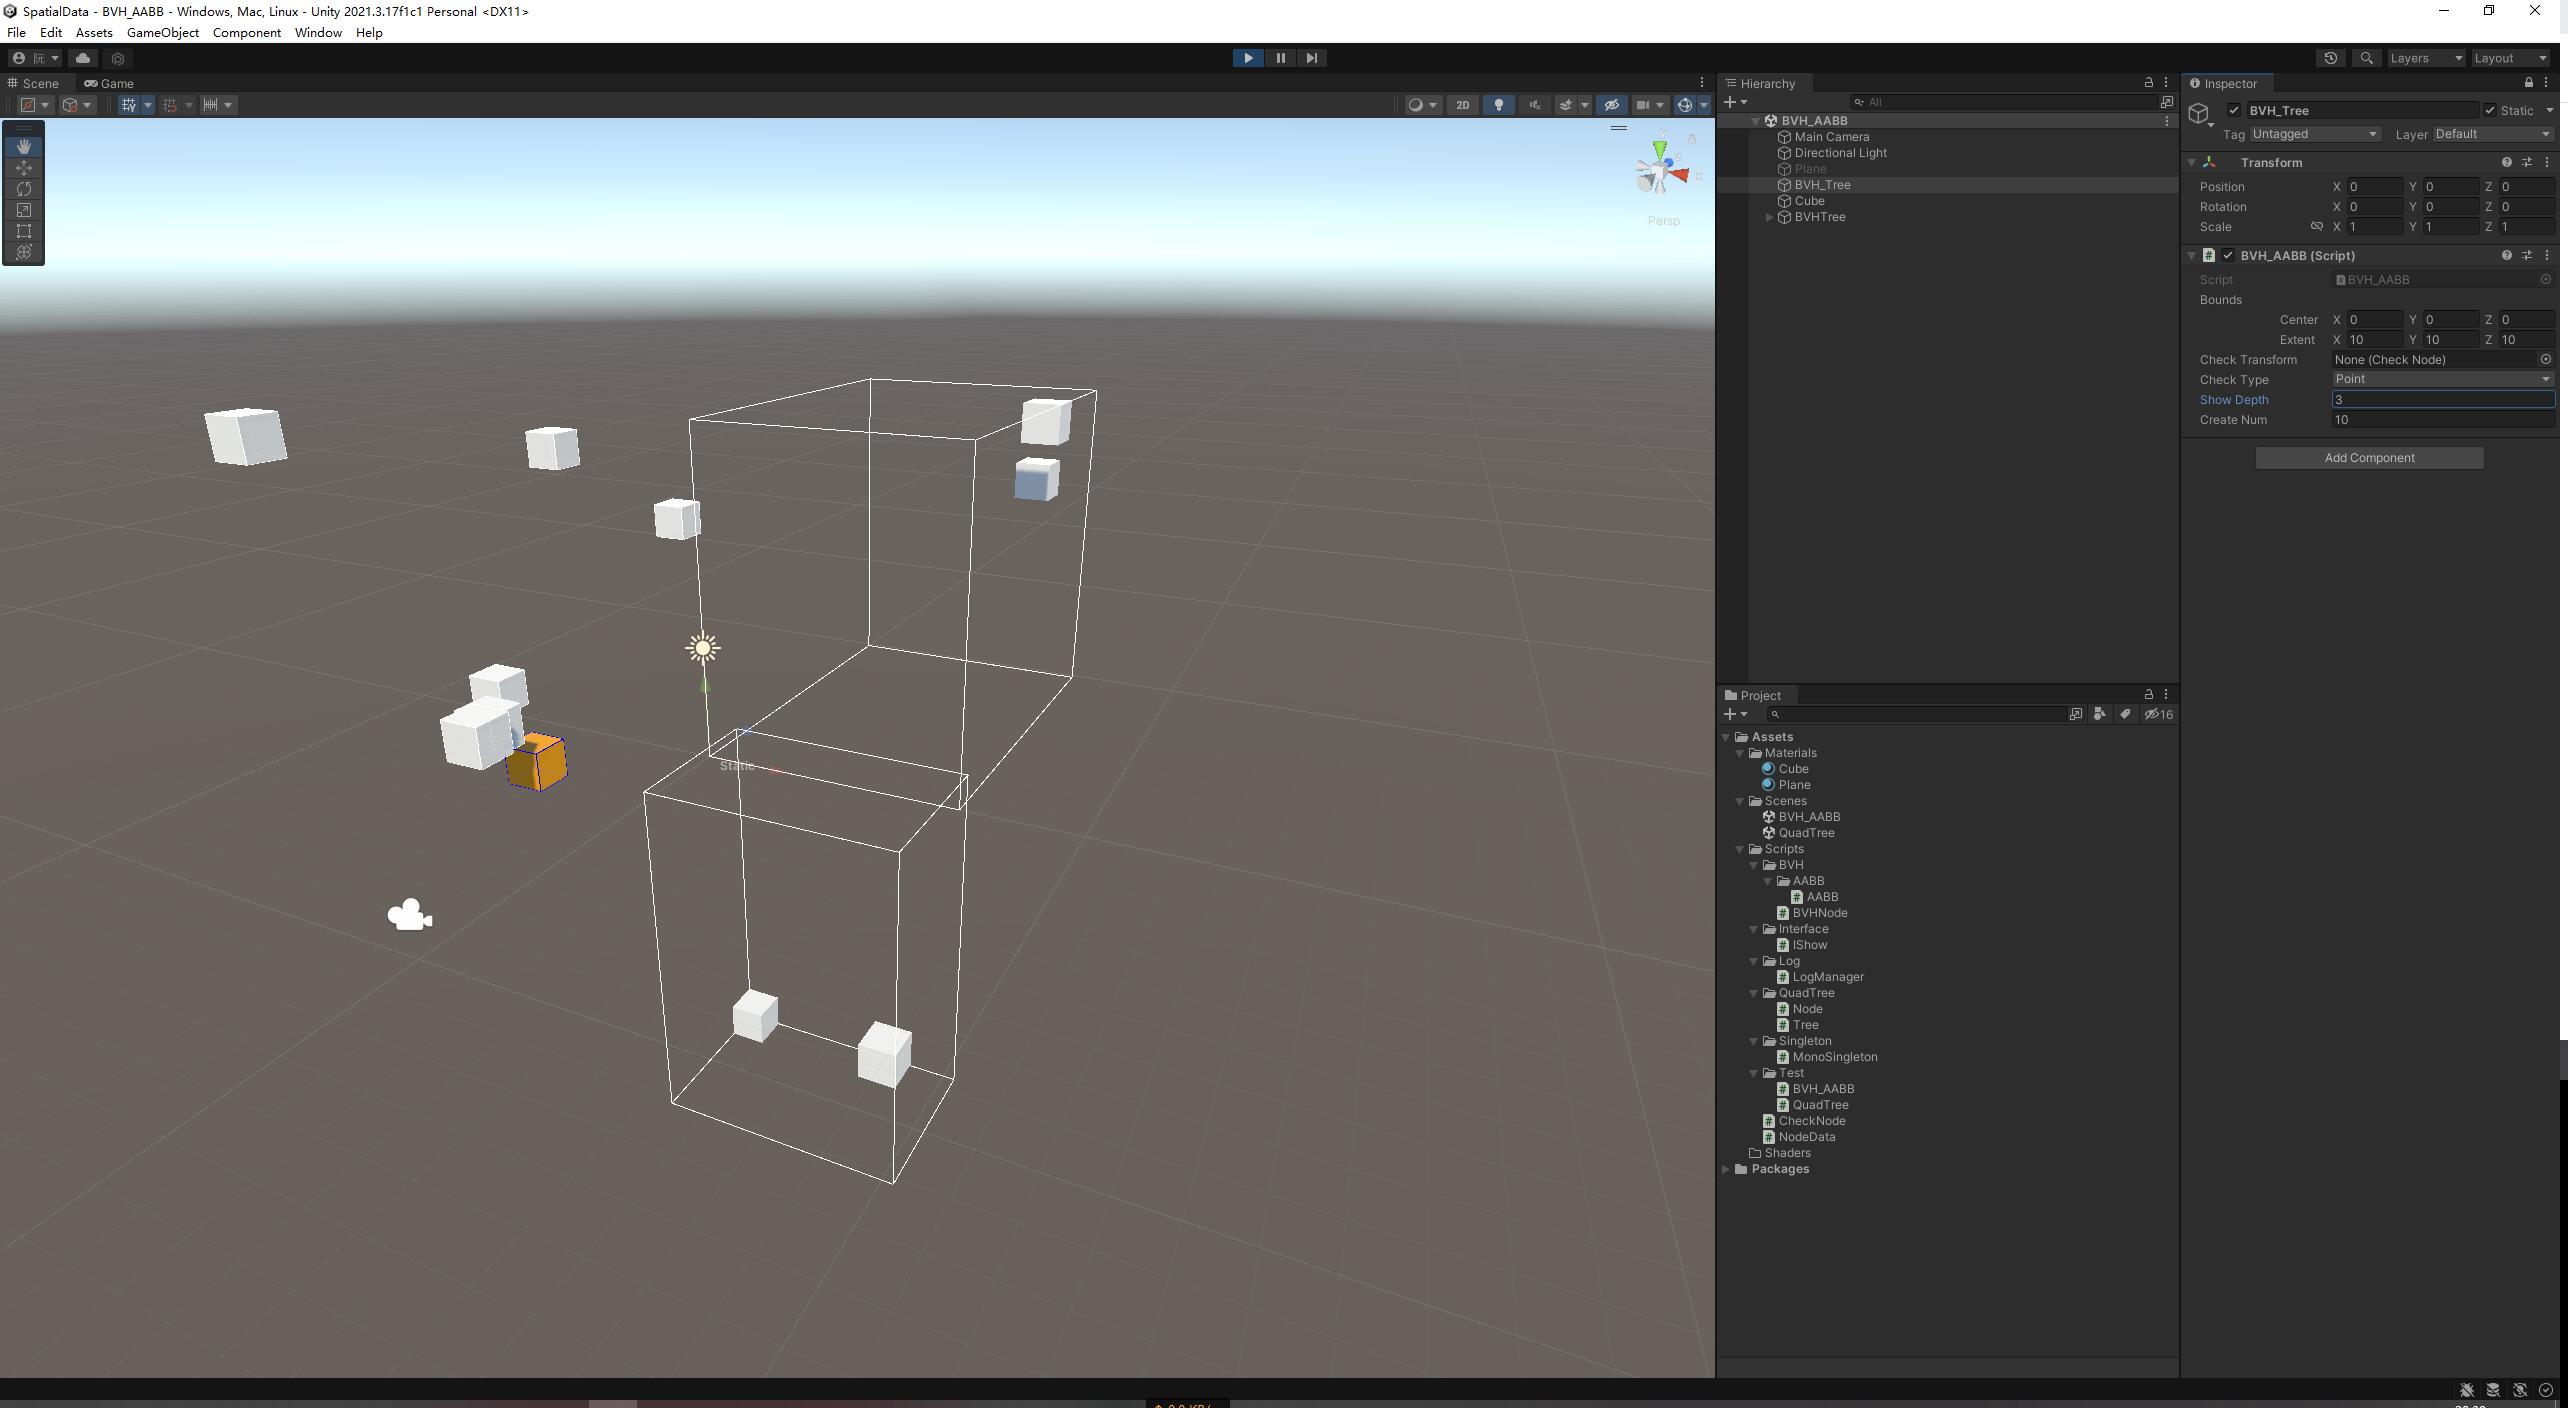 SpatialData - BVH_AABB - Windows, Mac, Linux - Unity 2021.3.17f1c1 Personal <DX11>
File Edit Assets GameObject Component Window Help
阮
Layers
Layout
Scene
Game
2D
y
Persp
Static
Hierarchy
All
BVH_AABB
Main Camera
Directional Light
Plane
BVH_Tree
Cube
BVHTree
Project
16
Assets
Materials
Cube
Plane
Scenes
BVH_AABB
QuadTree
Scripts
BVH
AABB
AABB
BVHNode
Interface
IShow
Log
LogManager
QuadTree
Node
Tree
Singleton
MonoSingleton
Test
BVH_AABB
QuadTree
CheckNode
NodeData
Shaders
Packages
Inspector
BVH_Tree Static
Tag Untagged Layer Default
Transform
Position X 0 Y 0 Z 0
Rotation X 0 Y 0 Z 0
Scale X 1 Y 1 Z 1
# BVH_AABB (Script)
Script BVH_AABB
Bounds
Center X 0 Y 0 Z 0
Extent X 10 Y 10 Z 10
Check Transform None (Check Node)
Check Type Point
Show Depth 3
Create Num 10
Add Component